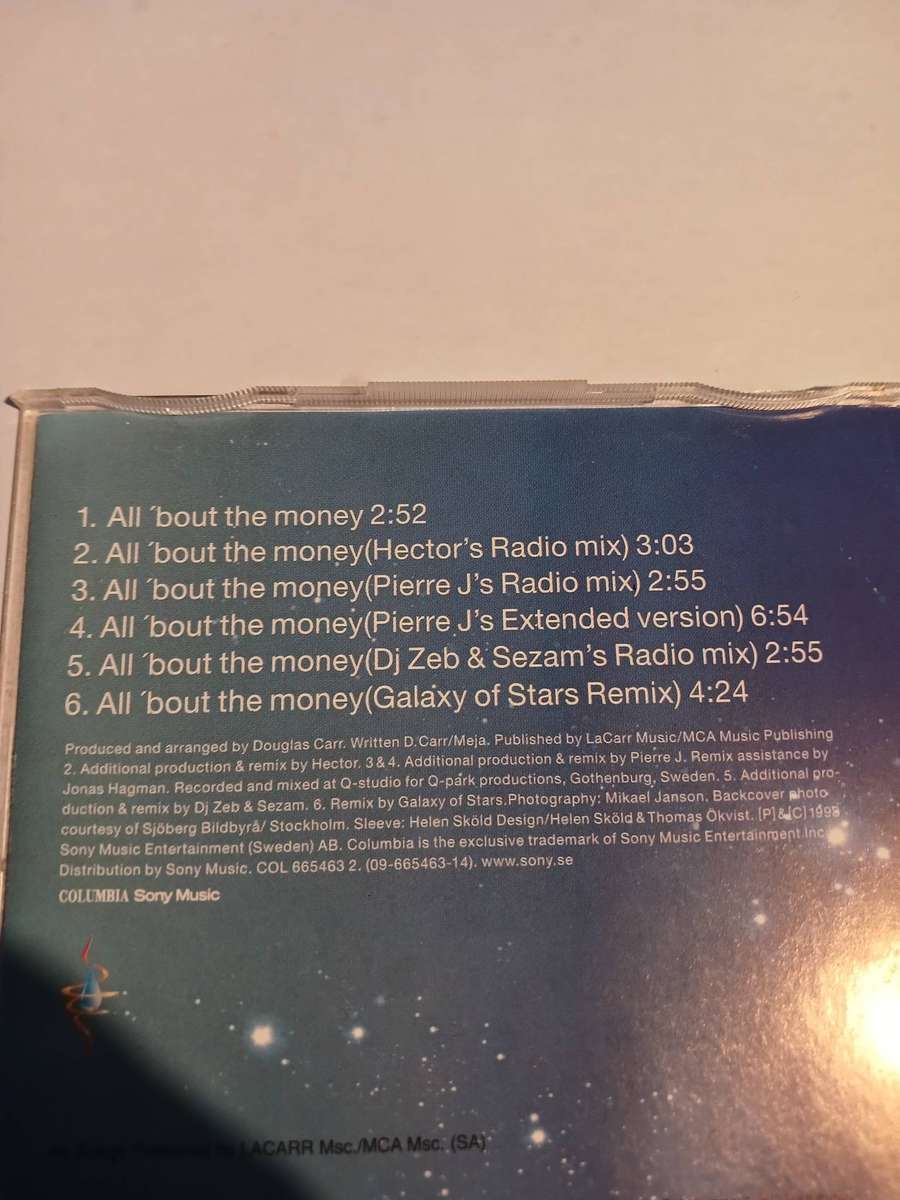 1. All ´bout the money 2:52
2. All ´bout the money(Hector's Radio mix) 3:03
3. All ´bout the money(Pierre J's Radio mix) 2:55
4. All ´bout the money(Pierre J's Extended version) 6:54
5. All ´bout the money(Dj Zeb & Sezam's Radio mix) 2:55
6. All ´bout the money(Galaxy of Stars Remix) 4:24
Produced and arranged by Douglas Carr. Written D.Carr/Meja. Published by LaCarr Music/MCA Music Publishing
2. Additional production & remix by Hector. 3&4. Additional production & remix by Pierre J. Remix assistance by
Jonas Hagman. Recorded and mixed at Q-studio for Q-park productions, Gothenburg, Sweden. 5. Additional pro-
duction & remix by Dj Zeb & Sezam. 6. Remix by Galaxy of Stars.Photography: Mikael Janson. Backcover photo
courtesy of Sjöberg Bildbyrå/ Stockholm. Sleeve: Helen Sköld Design/Helen Sköld & Thomas Ökvist. [P]&[C] 1998
Sony Music Entertainment (Sweden) AB. Columbia is the exclusive trademark of Sony Music Entertainment.Inc
Distribution by Sony Music. COL 665463 2. (09-665463-14). www.sony.se
COLUMBIA Sony Music
by LACARR Msc./MCA Msc. (SA)